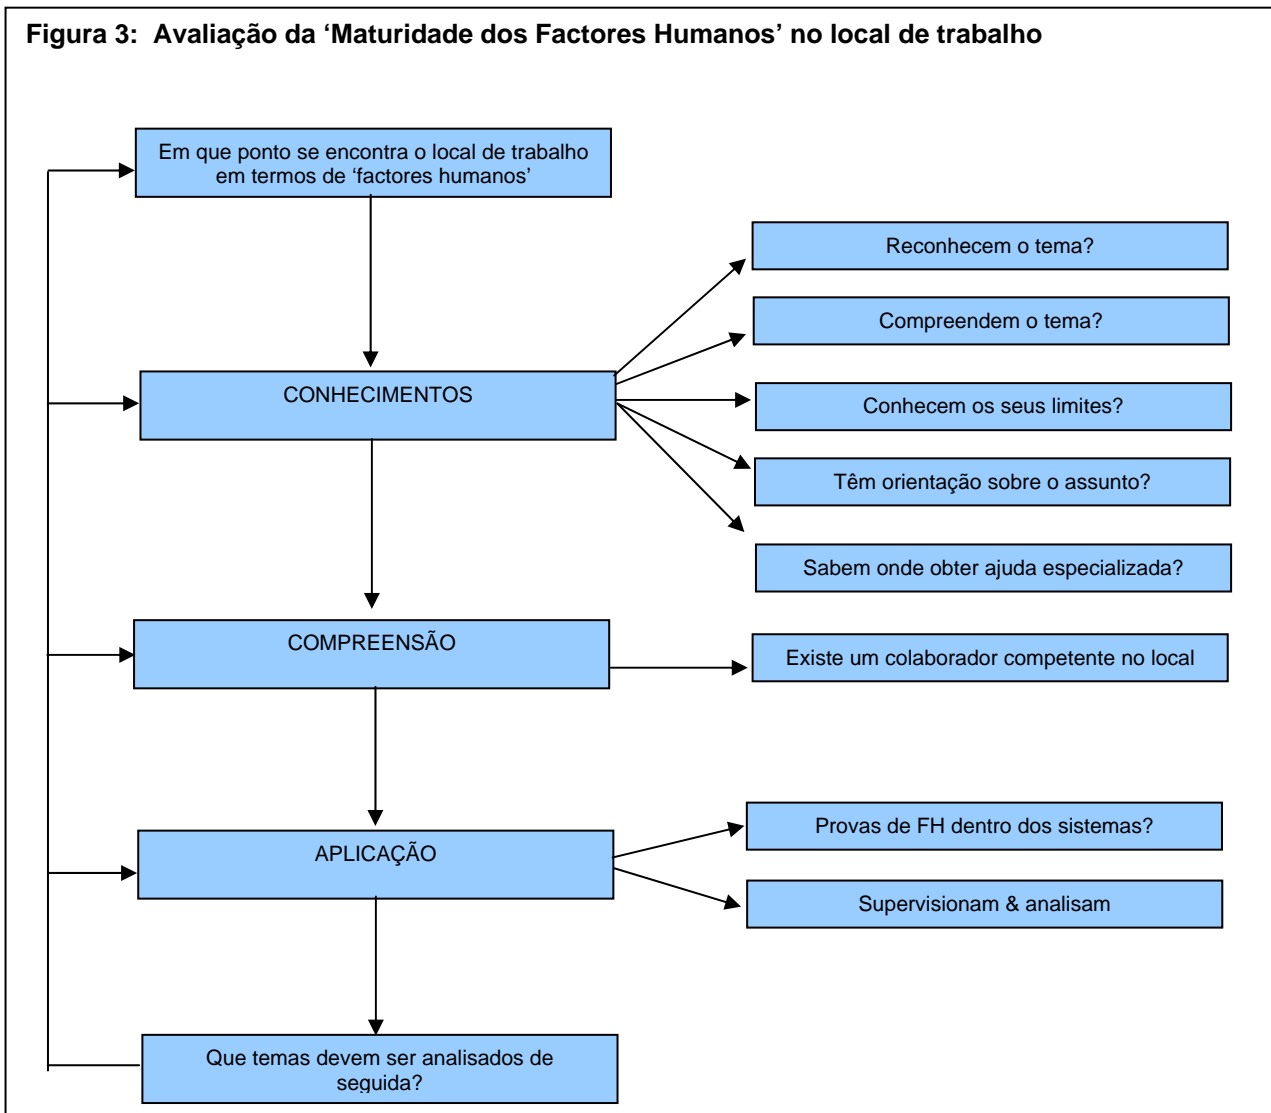 Figura 3:  Avaliação da ‘Maturidade dos Factores Humanos’ no local de trabalho
Em que ponto se encontra o local de trabalho
em termos de ‘factores humanos’
Reconhecem o tema?
Compreendem o tema?
CONHECIMENTOS
Conhecem os seus limites?
Têm orientação sobre o assunto?
Sabem onde obter ajuda especializada?
COMPREENSÃO
Existe um colaborador competente no local
Provas de FH dentro dos sistemas?
APLICAÇÃO
Supervisionam & analisam
Que temas devem ser analisados de
seguida?